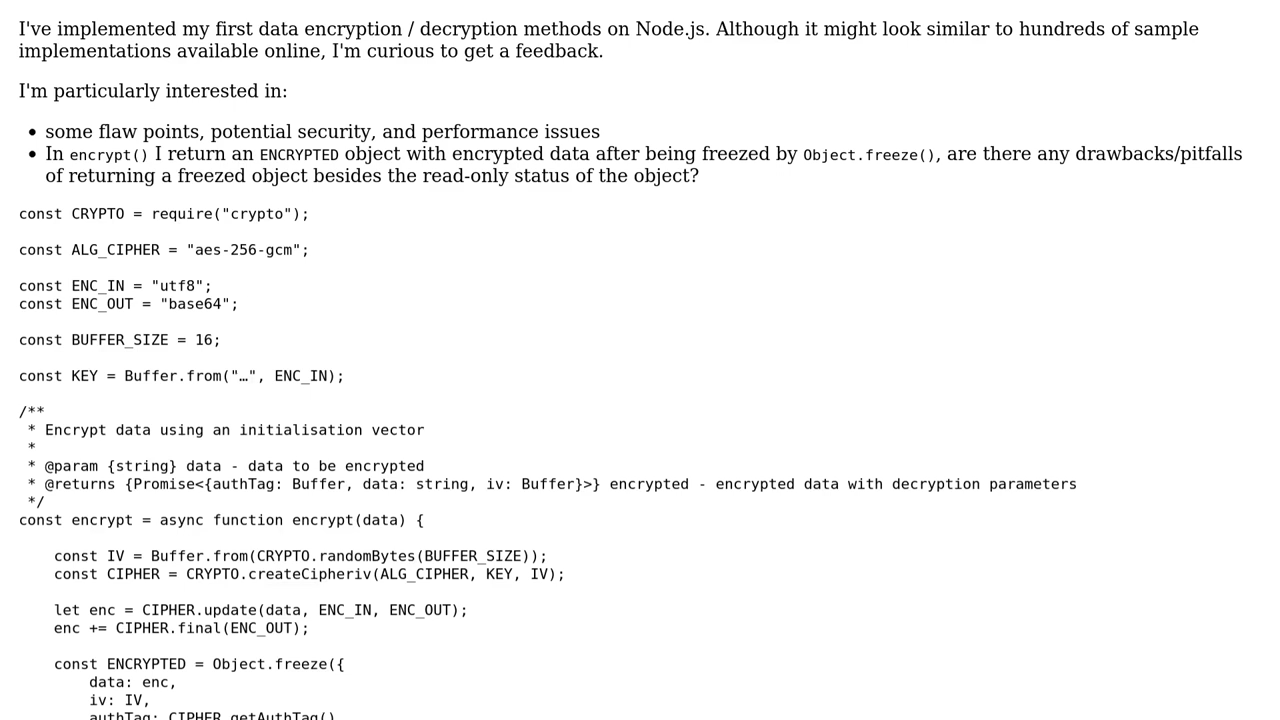 I've implemented my first data encryption / decryption methods on Node.js. Although it might look similar to hundreds of sample
implementations available online, I'm curious to get a feedback.
I'm particularly interested in:
• some flaw points, potential security, and performance issues
• In encrypt() I return an ENCRYPTED object with encrypted data after being freezed by Object.freeze(), are there any drawbacks/pitfalls
of returning a freezed object besides the read-only status of the object?
const CRYPTO = require("crypto");
const ALG_CIPHER = "aes-256-gcm";
const ENC_IN = "utf8";
const ENC_OUT = "base64";
const BUFFER_SIZE = 16;
const KEY = Buffer.from("…", ENC_IN);
/**
 * Encrypt data using an initialisation vector
 *
 * @param {string} data - data to be encrypted
 * @returns {Promise<{authTag: Buffer, data: string, iv: Buffer}>} encrypted - encrypted data with decryption parameters
 */
const encrypt = async function encrypt(data) {
    const IV = Buffer.from(CRYPTO.randomBytes(BUFFER_SIZE));
    const CIPHER = CRYPTO.createCipheriv(ALG_CIPHER, KEY, IV);
    let enc = CIPHER.update(data, ENC_IN, ENC_OUT);
    enc += CIPHER.final(ENC_OUT);
    const ENCRYPTED = Object.freeze({
        data: enc,
        iv: IV,
        authTag: CIPHER.getAuthTag()